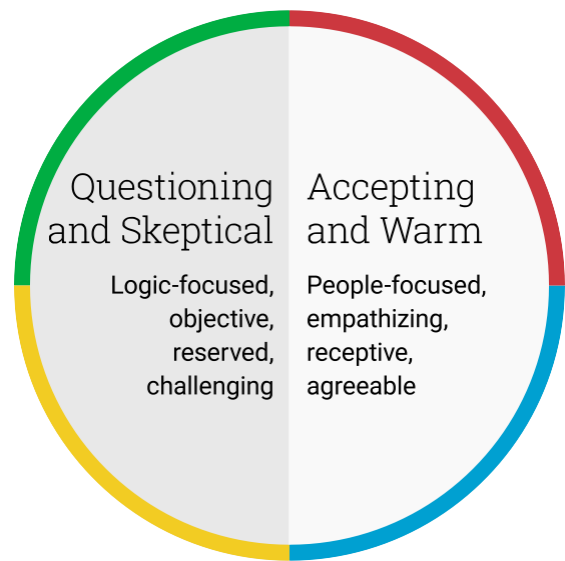 Questioning
and Skeptical
Logic-focused,
objective,
reserved,
challenging
Accepting
and Warm
People-focused,
empathizing,
receptive,
agreeable